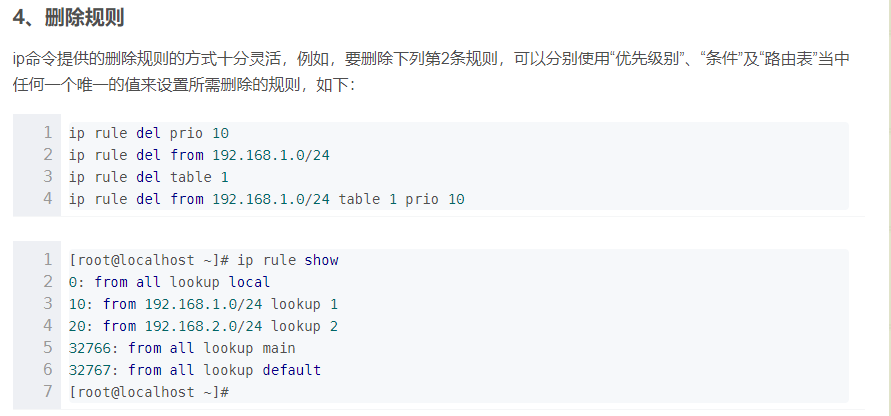 4、删除规则
ip命令提供的删除规则的方式十分灵活，例如，要删除下列第2条规则，可以分别使用“优先级别”、“条件”及“路由表”当中
任何一个唯一的值来设置所需删除的规则，如下：
1 ip rule del prio 10
2 ip rule del from 192.168.1.0/24
3 ip rule del table 1
4 ip rule del from 192.168.1.0/24 table 1 prio 10
1 [root@localhost ~]# ip rule show
2 0: from all lookup local
3 10: from 192.168.1.0/24 lookup 1
4 20: from 192.168.2.0/24 lookup 2
5 32766: from all lookup main
6 32767: from all lookup default
7 [root@localhost ~]#